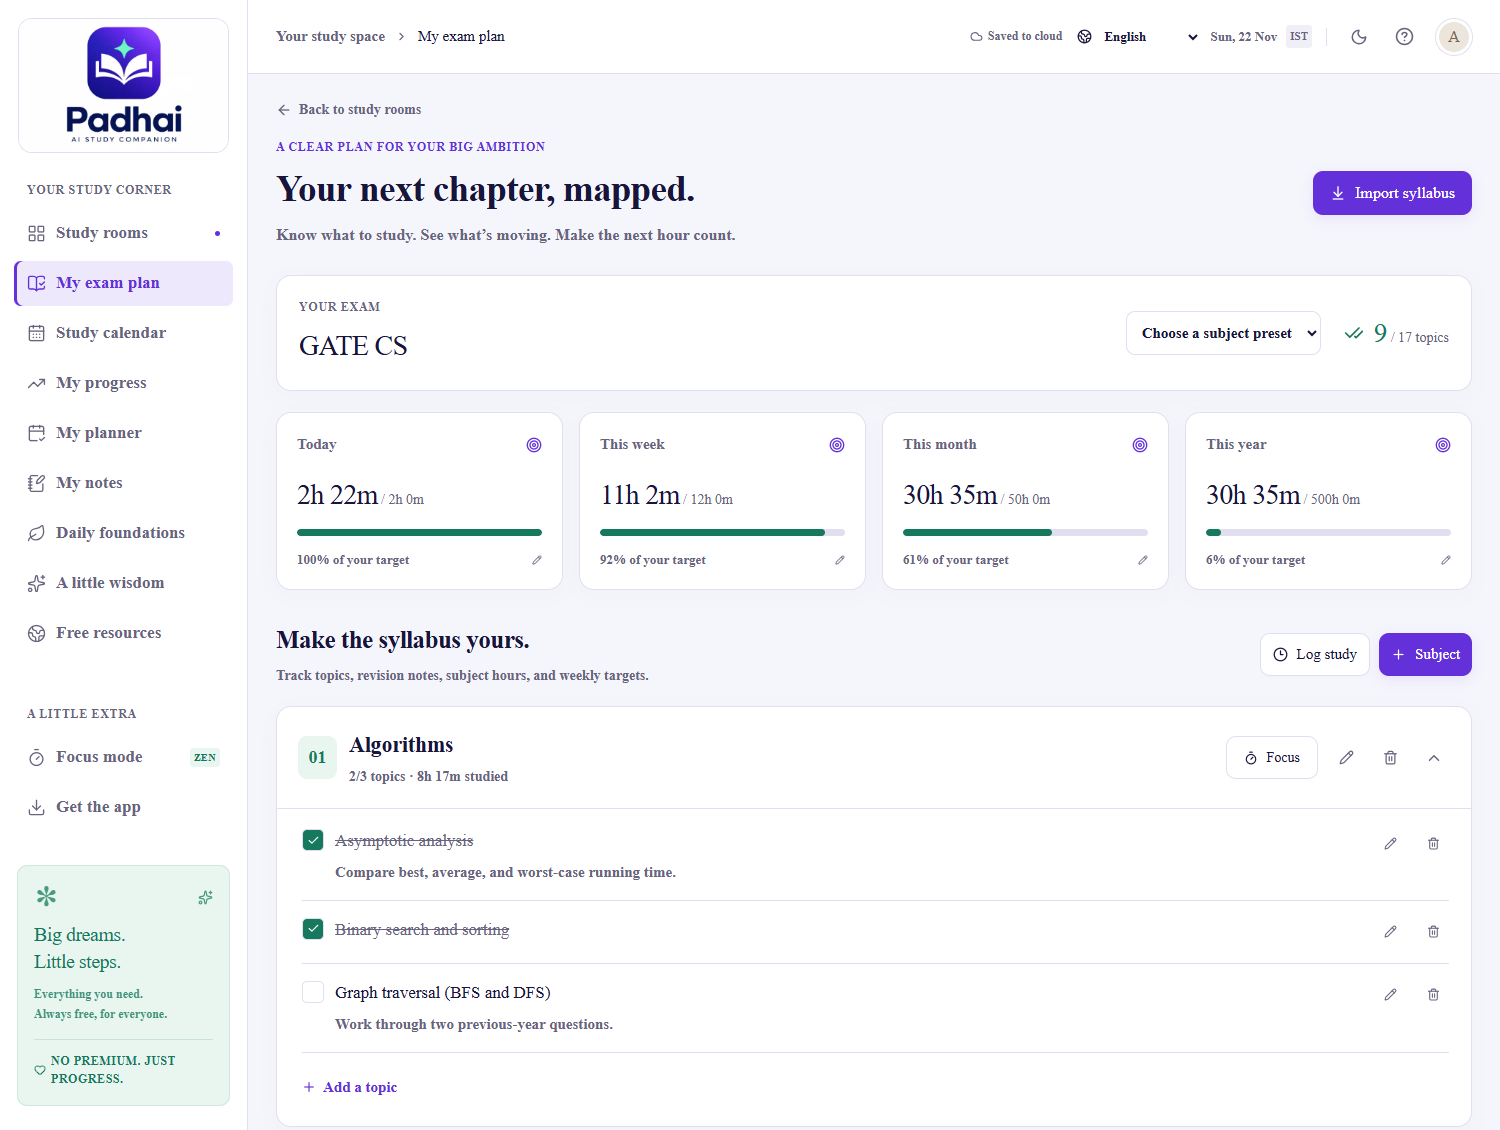 Padhai
AI STUDY COMPANION
YOUR STUDY CORNER
Study rooms
My exam plan
Study calendar
My progress
My planner
My notes
Daily foundations
A little wisdom
Free resources
A LITTLE EXTRA
Focus mode
ZEN
Get the app
Big dreams.
Little steps.
Everything you need.
Always free, for everyone.
NO PREMIUM. JUST
PROGRESS.
Your study space
My exam plan
Saved to cloud
English
Sun, 22 Nov
IST
A
Back to study rooms
A CLEAR PLAN FOR YOUR BIG AMBITION
Your next chapter, mapped.
Know what to study. See what's moving. Make the next hour count.
Import syllabus
YOUR EXAM
GATE CS
Choose a subject preset
9 / 17 topics
Today
2h 22m / 2h 0m
100% of your target
This week
11h 2m / 12h 0m
92% of your target
This month
30h 35m / 50h 0m
61% of your target
This year
30h 35m / 500h 0m
6% of your target
Make the syllabus yours.
Track topics, revision notes, subject hours, and weekly targets.
Log study
+ Subject
01
Algorithms
2/3 topics · 8h 17m studied
Focus
Asymptotic analysis
Compare best, average, and worst-case running time.
Binary search and sorting
Graph traversal (BFS and DFS)
Work through two previous-year questions.
+ Add a topic